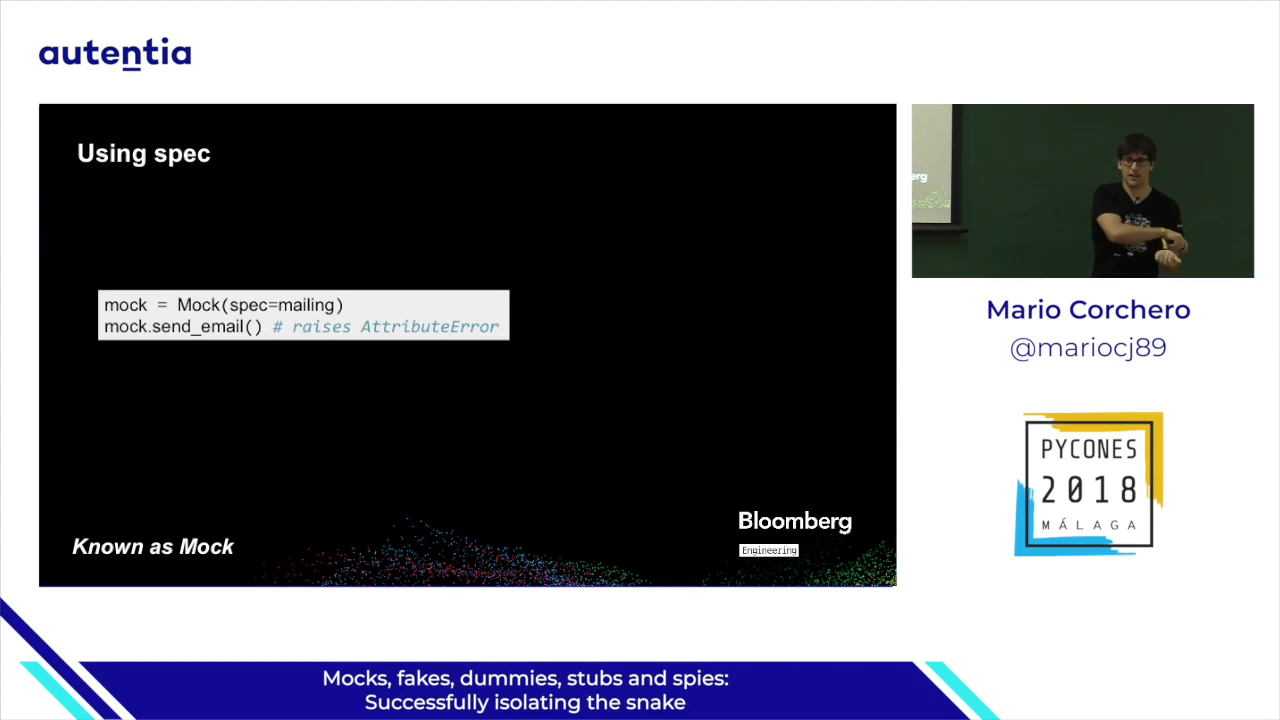 autentia
Using spec
mock = Mock(spec=mailing)
mock.send_email() # raises AttributeError
Known as Mock
Bloomberg
Engineering
erg
Mario Corchero
@mariocj89
PYCONES
2018
MÁLAGA
Mocks, fakes, dummies, stubs and spies:
Successfully isolating the snake